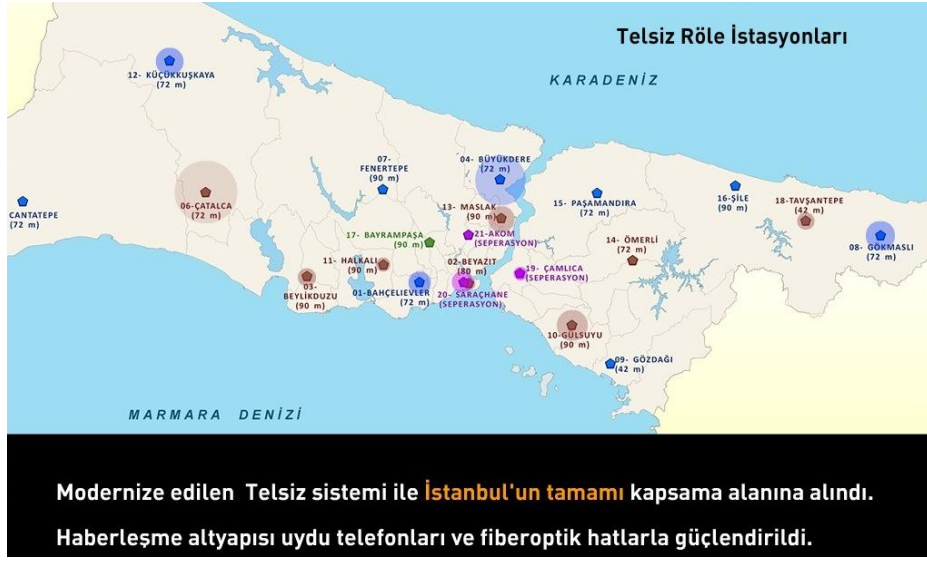 Telsiz Röle İstasyonları
KARADENİZ
12- KÜÇÜKKUŞKAYA
(72 m)
07-
FENERTEPE
(90 m)
04- BÜYÜKDERE
(72 m)
06-ÇATALCA
(72 m)
CANTATEPE
(72 m)
13- MASLAK
(90 m)
15- PAŞAMANDIRA
(72 m)
16-ŞİLE
(90 m)
18-TAVŞANTEPE
(42 m)
08- GÖKMASLI
(72 m)
17 - BAYRAMPAŞA
(90 m)
21-AKOM
(SEPERASYON)
14- ÖMERLİ
(72 m)
11- HALKALI
(90 m)
02-BEYAZIT
(80 m)
19- ÇAMLICA
(SEPERASYON)
03-
BEYLİKDUZU
(90 m)
01-BAHÇELIEVLER
(72 m)
20- SARAÇHANE
(SEPERASYON)
10-GÜLSUYU
(90 m)
09- GÖZDAĞI
(42 m)
MARMARA DENİZİ
Modernize edilen Telsiz sistemi ile İstanbul'un tamamı kapsama alanına alındı.
Haberleşme altyapısı uydu telefonları ve fiberoptik hatlarla güçlendirildi.